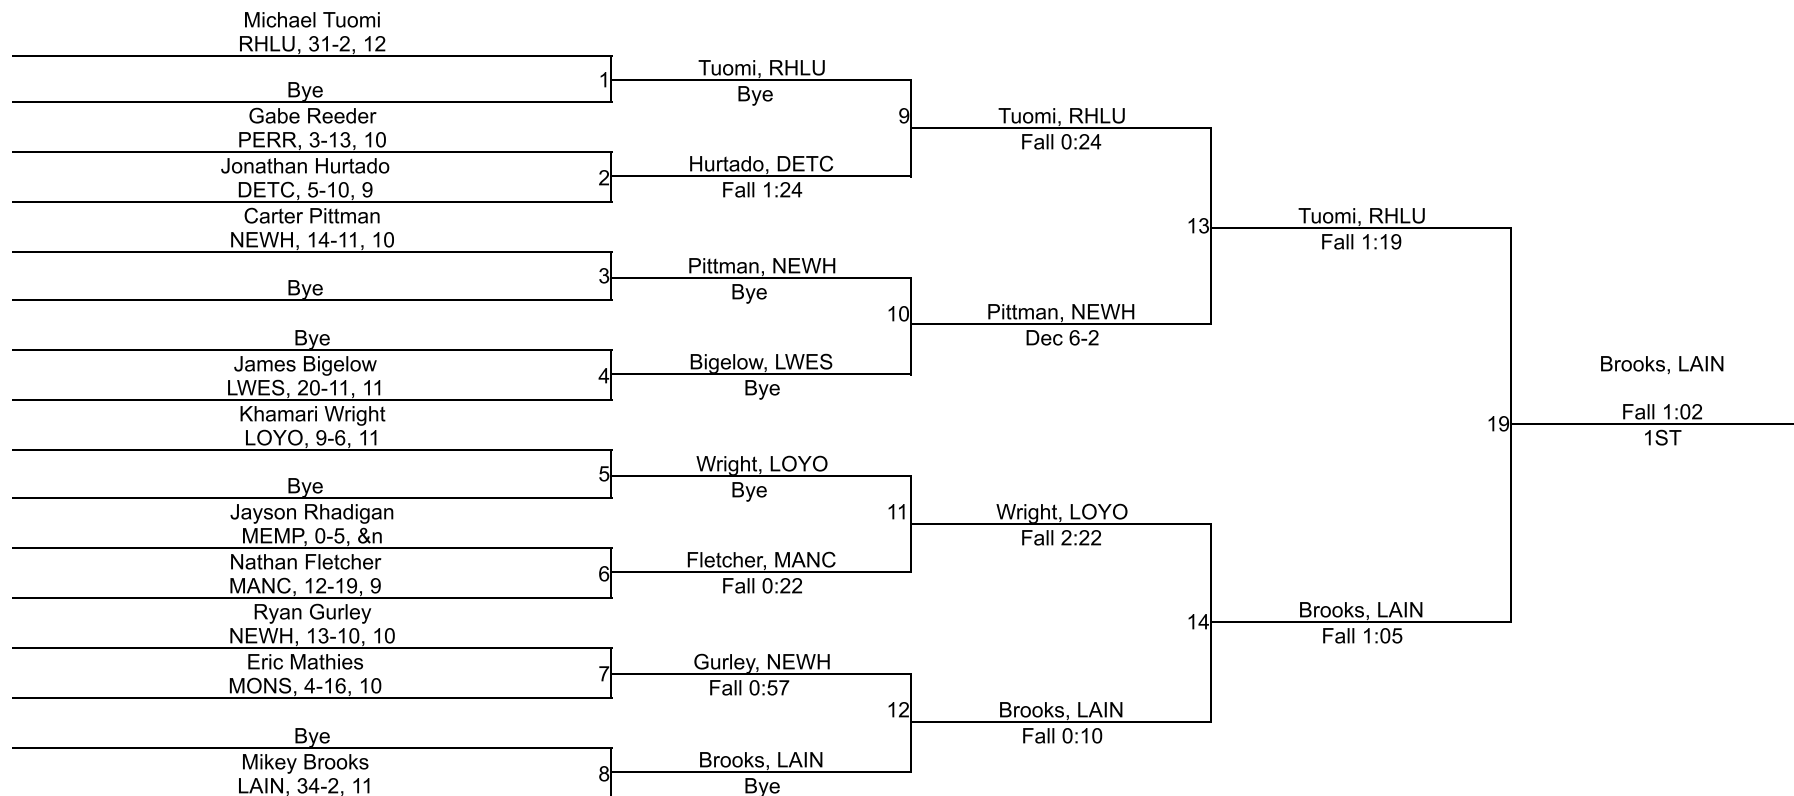 Michael Tuomi
RHLU, 31-2, 12
Bye
1
Gabe Reeder
PERR, 3-13, 10
Jonathan Hurtado
DETC, 5-10, 9
2
Carter Pittman
NEWH, 14-11, 10
Bye
3
Bye
James Bigelow
LWES, 20-11, 11
4
Khamari Wright
LOYO, 9-6, 11
Bye
5
Jayson Rhadigan
MEMP, 0-5, &n
Nathan Fletcher
MANC, 12-19, 9
6
Ryan Gurley
NEWH, 13-10, 10
Eric Mathies
MONS, 4-16, 10
7
Bye
Mikey Brooks
LAIN, 34-2, 11
8
Tuomi, RHLU
Bye
9
Hurtado, DETC
Fall 1:24
Pittman, NEWH
Bye
10
Bigelow, LWES
Bye
Wright, LOYO
Bye
11
Fletcher, MANC
Fall 0:22
Gurley, NEWH
Fall 0:57
12
Brooks, LAIN
Bye
Tuomi, RHLU
Fall 0:24
13
Pittman, NEWH
Dec 6-2
Wright, LOYO
Fall 2:22
14
Brooks, LAIN
Fall 0:10
Tuomi, RHLU
Fall 1:19
19
Brooks, LAIN
Fall 1:05
Brooks, LAIN
Fall 1:02
1ST